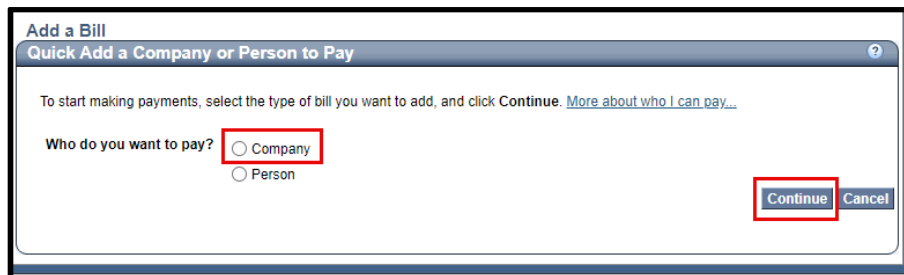 Add a Bill
Quick Add a Company or Person to Pay ?
To start making payments, select the type of bill you want to add, and click Continue. More about who I can pay...
Who do you want to pay? Company
Person
Continue Cancel